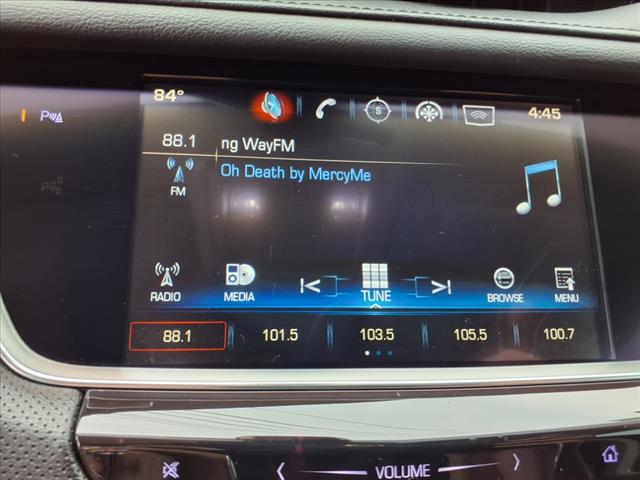 84° S 4:45
88.1 ng WayFM
Oh Death by MercyMe
FM
RADIO MEDIA TUNE BROWSE MENU
88.1 101.5 103.5 105.5 100.7
VOLUME
P